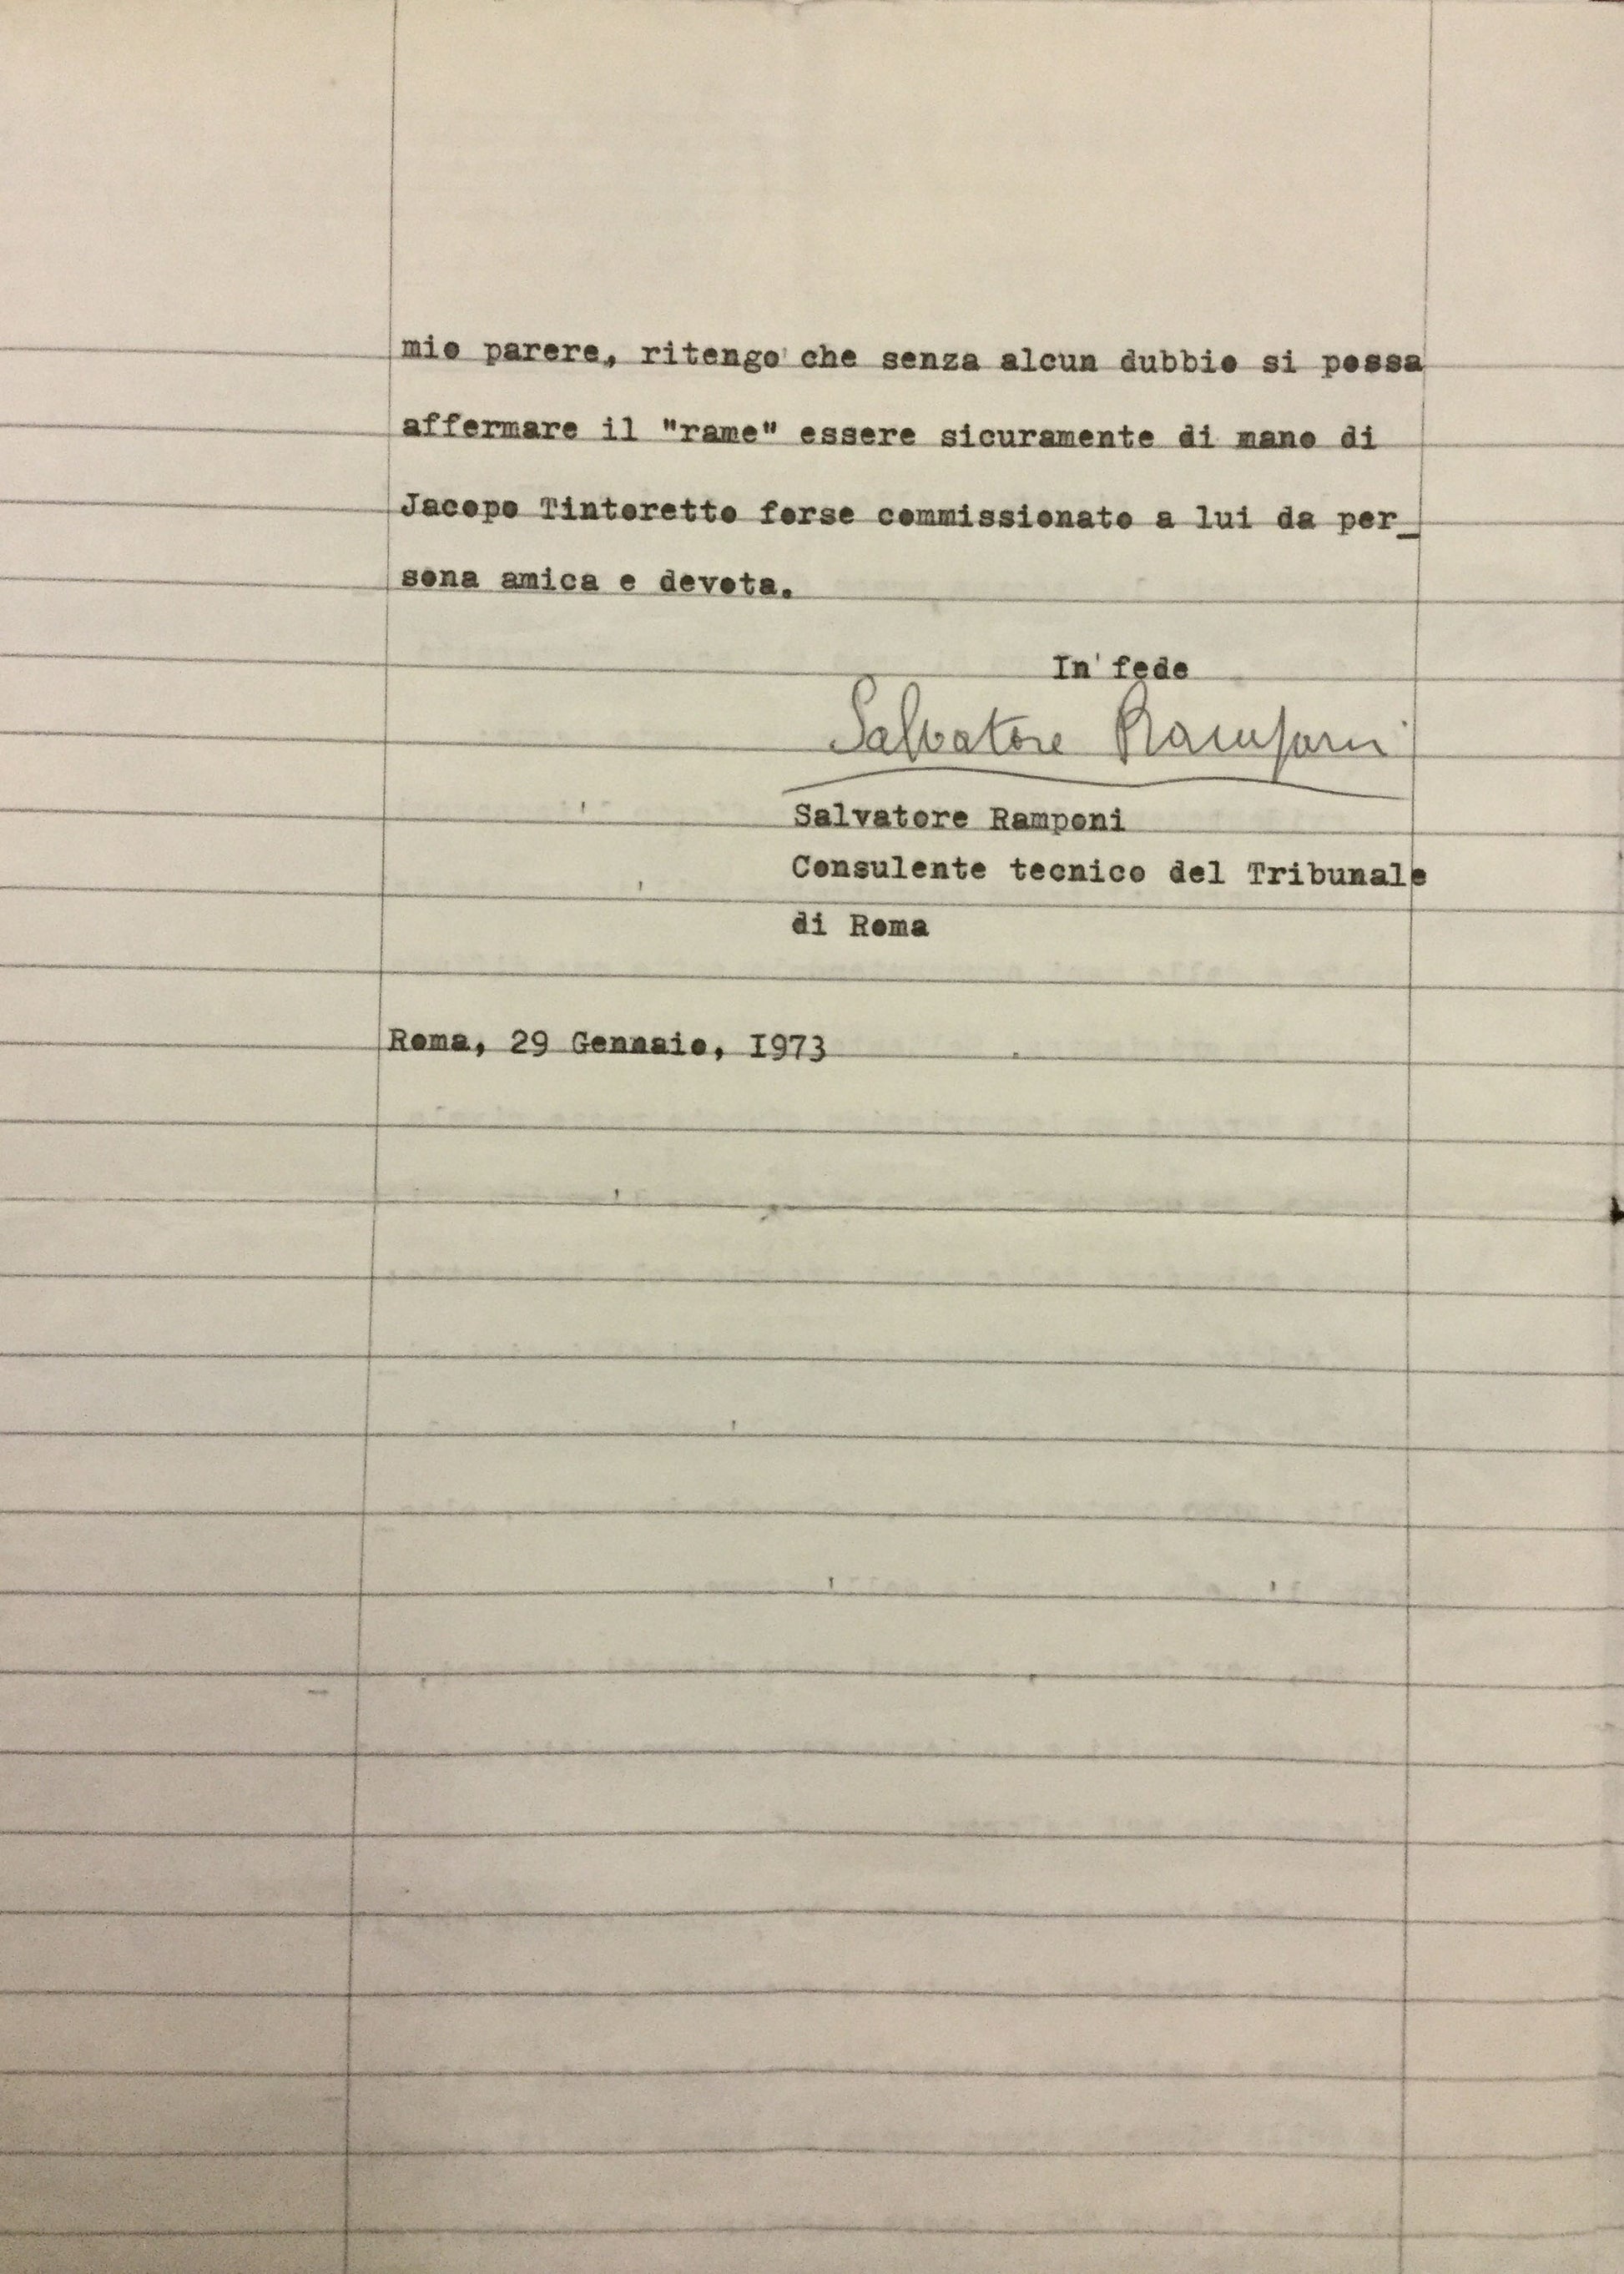 mio parere, ritengo che senza alcun dubbio si possa
affermare il "rame" essere sicuramente di mano di
Jacopo Tintoretto forse commissionato a lui da per_
sona amica e devota.
In fede
Salvatore Ramponi
Salvatore Ramponi
Consulente tecnico del Tribunale
di Roma
Roma, 29 Gennaio, I973